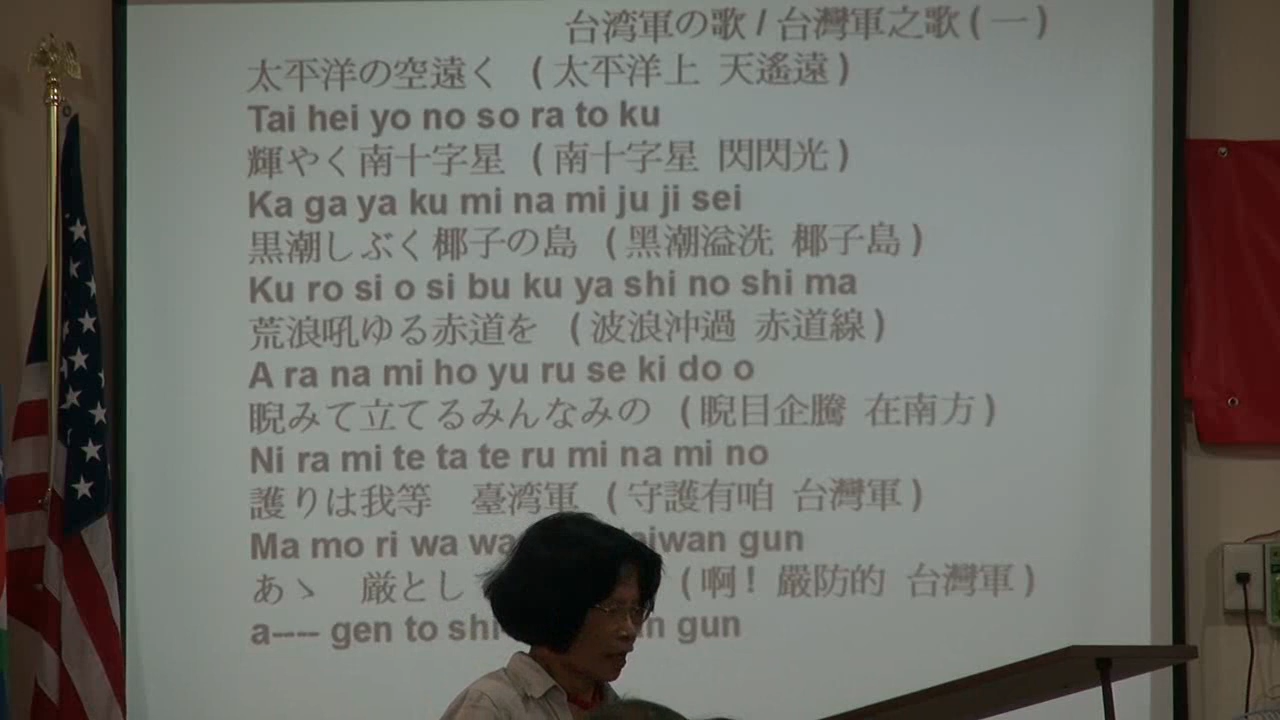 台湾軍の歌 / 台灣軍之歌 ( 一 )
太平洋の空遠く ( 太平洋上 天遙遠 )
Tai hei yo no so ra to ku
輝やく南十字星 ( 南十字星 閃閃光 )
Ka ga ya ku mi na mi ju ji sei
黒潮しぶく椰子の島 ( 黑潮溢洗 椰子島 )
Ku ro si o si bu ku ya shi no shi ma
荒浪吼ゆる赤道を ( 波浪沖過 赤道線 )
A ra na mi ho yu ru se ki do o
睨みて立てるみんなみの ( 睨目企騰 在南方 )
Ni ra mi te ta te ru mi na mi no
護りは我等 臺湾軍 ( 守護有咱 台灣軍 )
Ma mo ri wa wa iwan gun
あゝ 厳とし ( 啊! 嚴防的 台灣軍 )
a---- gen to shi gun